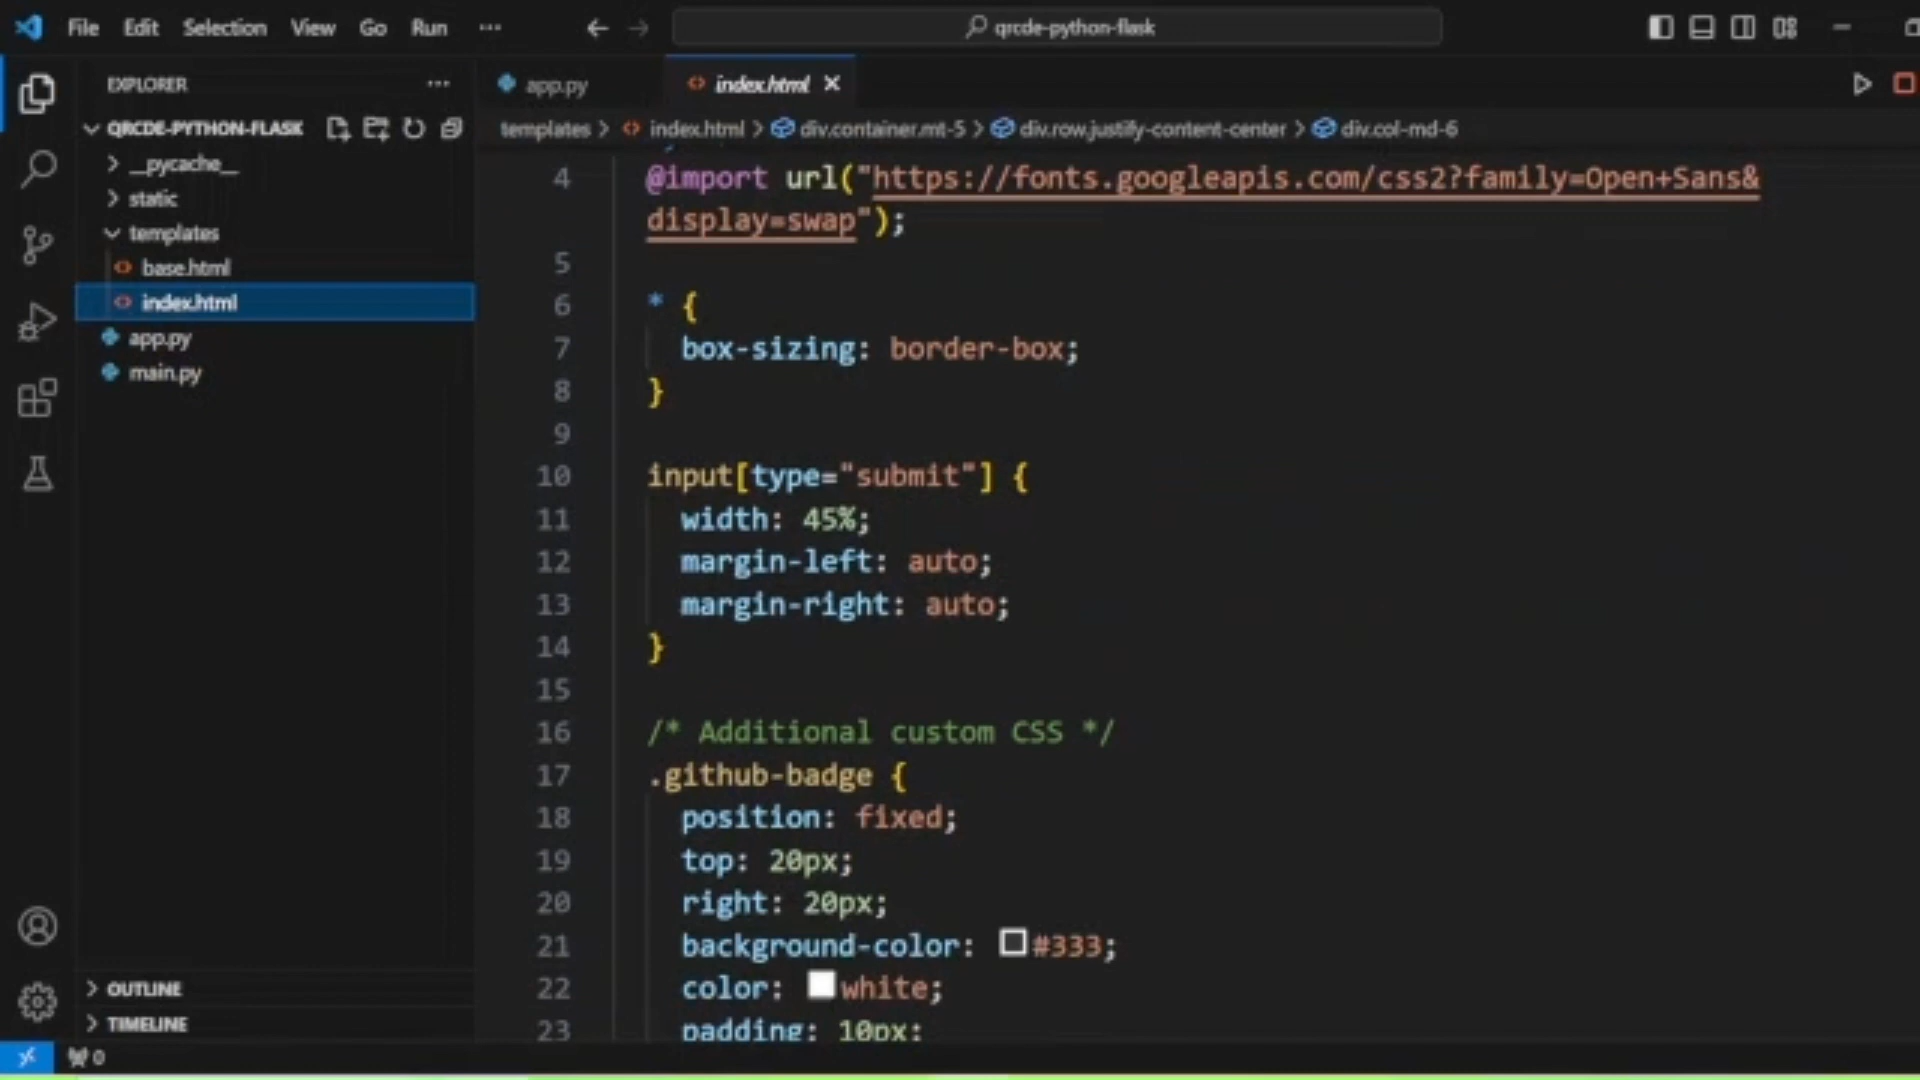 File Edit Selection View Go Run ··· qrcde-python-flask
EXPLORER ···
QRCDE-PYTHON-FLASK
__pycache__
static
templates
base.html
index.html
app.py
main.py
OUTLINE
TIMELINE
0
app.py index.html
templates > index.html > div.container.mt-5 > div.row.justify-content-center > div.col-md-6
4 @import url("https://fonts.googleapis.com/css2?family=Open+Sans&
display=swap");
5
6 * {
7 box-sizing: border-box;
8 }
9
10 input[type="submit"] {
11 width: 45%;
12 margin-left: auto;
13 margin-right: auto;
14 }
15
16 /* Additional custom CSS */
17 .github-badge {
18 position: fixed;
19 top: 20px;
20 right: 20px;
21 background-color: #333;
22 color: white;
23 padding: 10px;